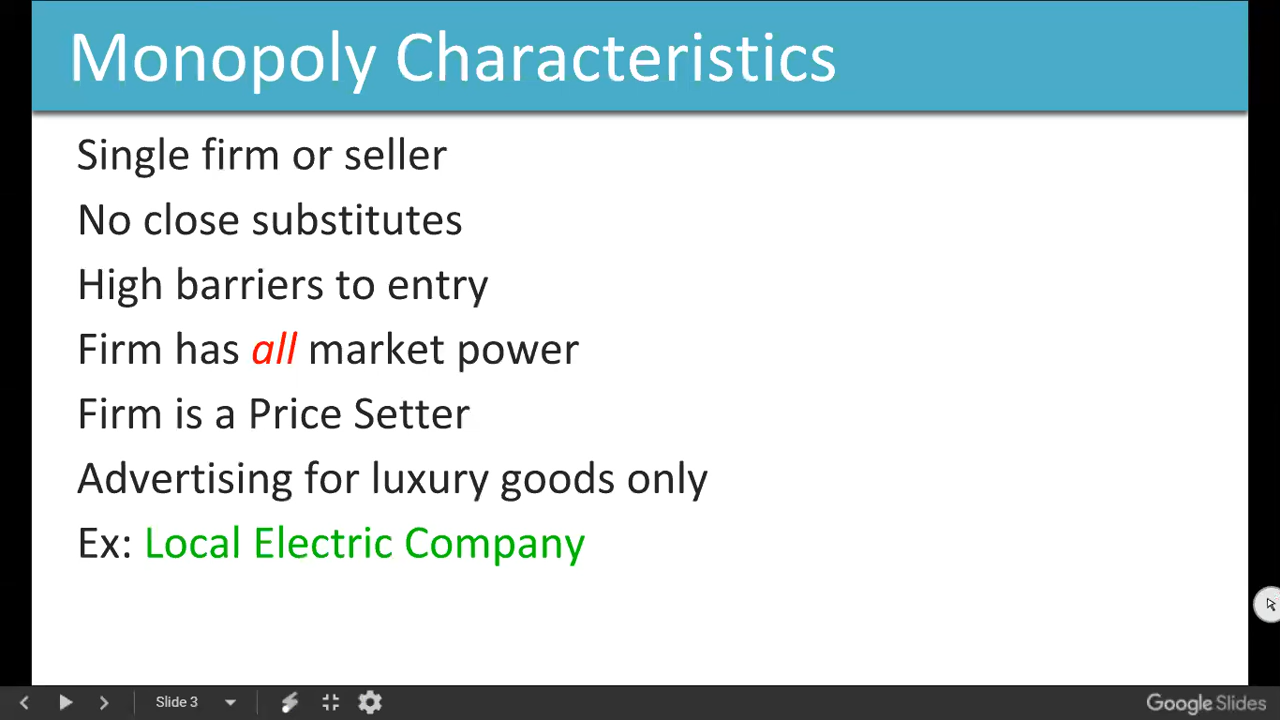 Monopoly Characteristics
Single firm or seller
No close substitutes
High barriers to entry
Firm has all market power
Firm is a Price Setter
Advertising for luxury goods only
Ex: Local Electric Company
Slide 3
Google Slides